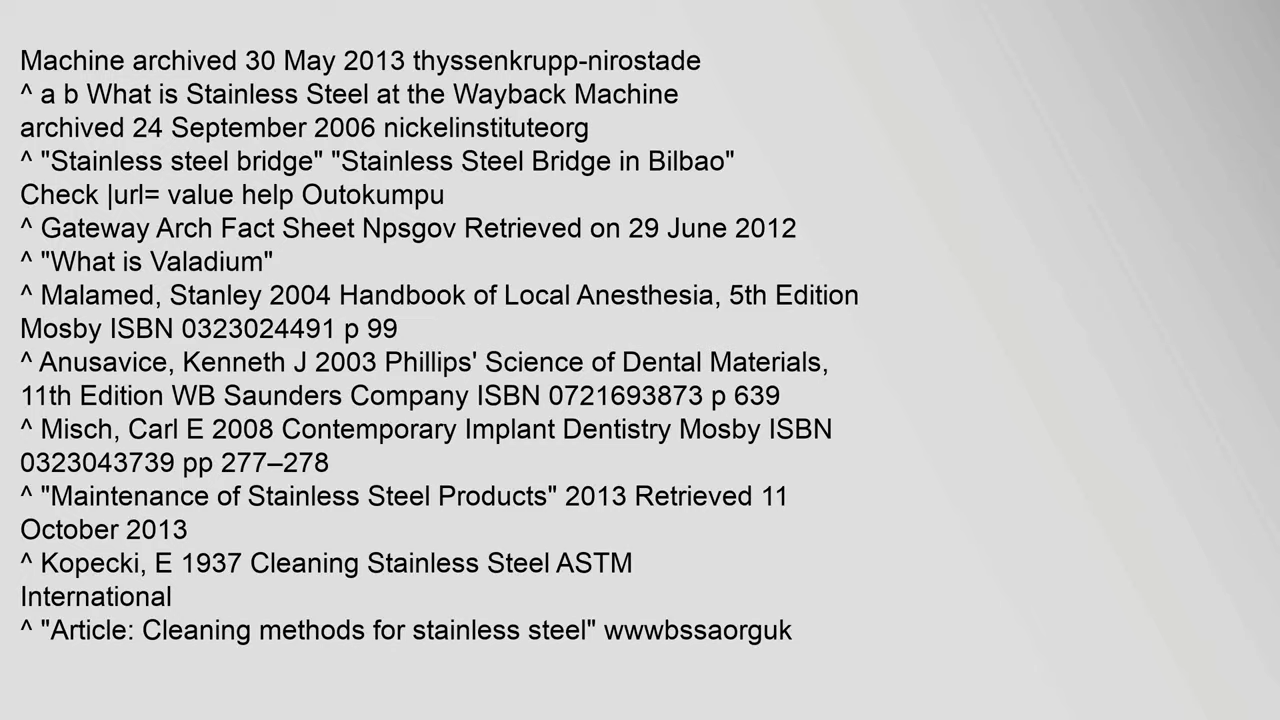 Machine archived 30 May 2013 thyssenkrupp-nirostade
^ a b What is Stainless Steel at the Wayback Machine
archived 24 September 2006 nickelinstituteorg
^ "Stainless steel bridge" "Stainless Steel Bridge in Bilbao"
Check |url= value help Outokumpu
^ Gateway Arch Fact Sheet Npsgov Retrieved on 29 June 2012
^ "What is Valadium"
^ Malamed, Stanley 2004 Handbook of Local Anesthesia, 5th Edition
Mosby ISBN 0323024491 p 99
^ Anusavice, Kenneth J 2003 Phillips' Science of Dental Materials,
11th Edition WB Saunders Company ISBN 0721693873 p 639
^ Misch, Carl E 2008 Contemporary Implant Dentistry Mosby ISBN
0323043739 pp 277–278
^ "Maintenance of Stainless Steel Products" 2013 Retrieved 11
October 2013
^ Kopecki, E 1937 Cleaning Stainless Steel ASTM
International
^ "Article: Cleaning methods for stainless steel" wwwbssaorguk